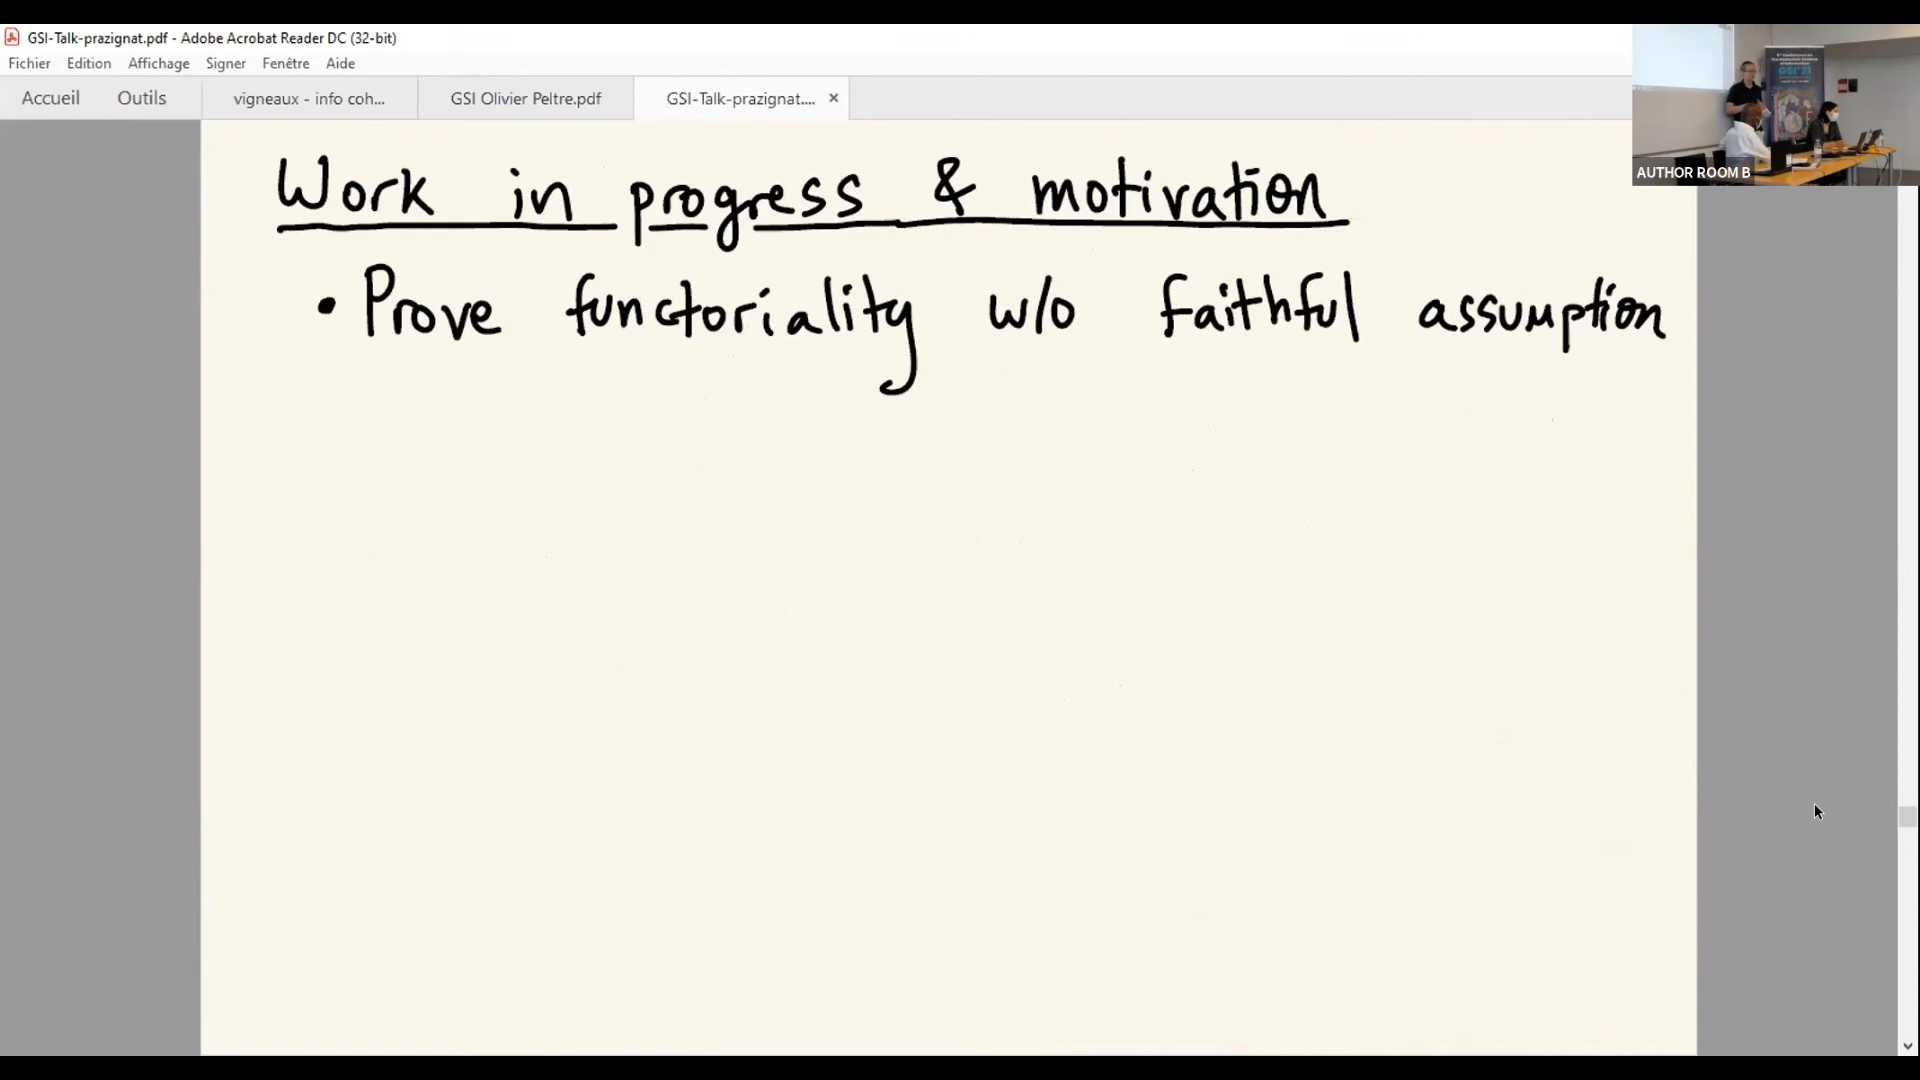 GSI-Talk-prazignat.pdf - Adobe Acrobat Reader DC (32-bit)
Fichier Edition Affichage Signer Fenêtre Aide
Accueil Outils vigneaux - info coh... GSI Olivier Peltre.pdf GSI-Talk-prazignat.... ×
GSI'21
AUTHOR ROOM B
Work in progress & motivation
• Prove functoriality w/o faithful assumption